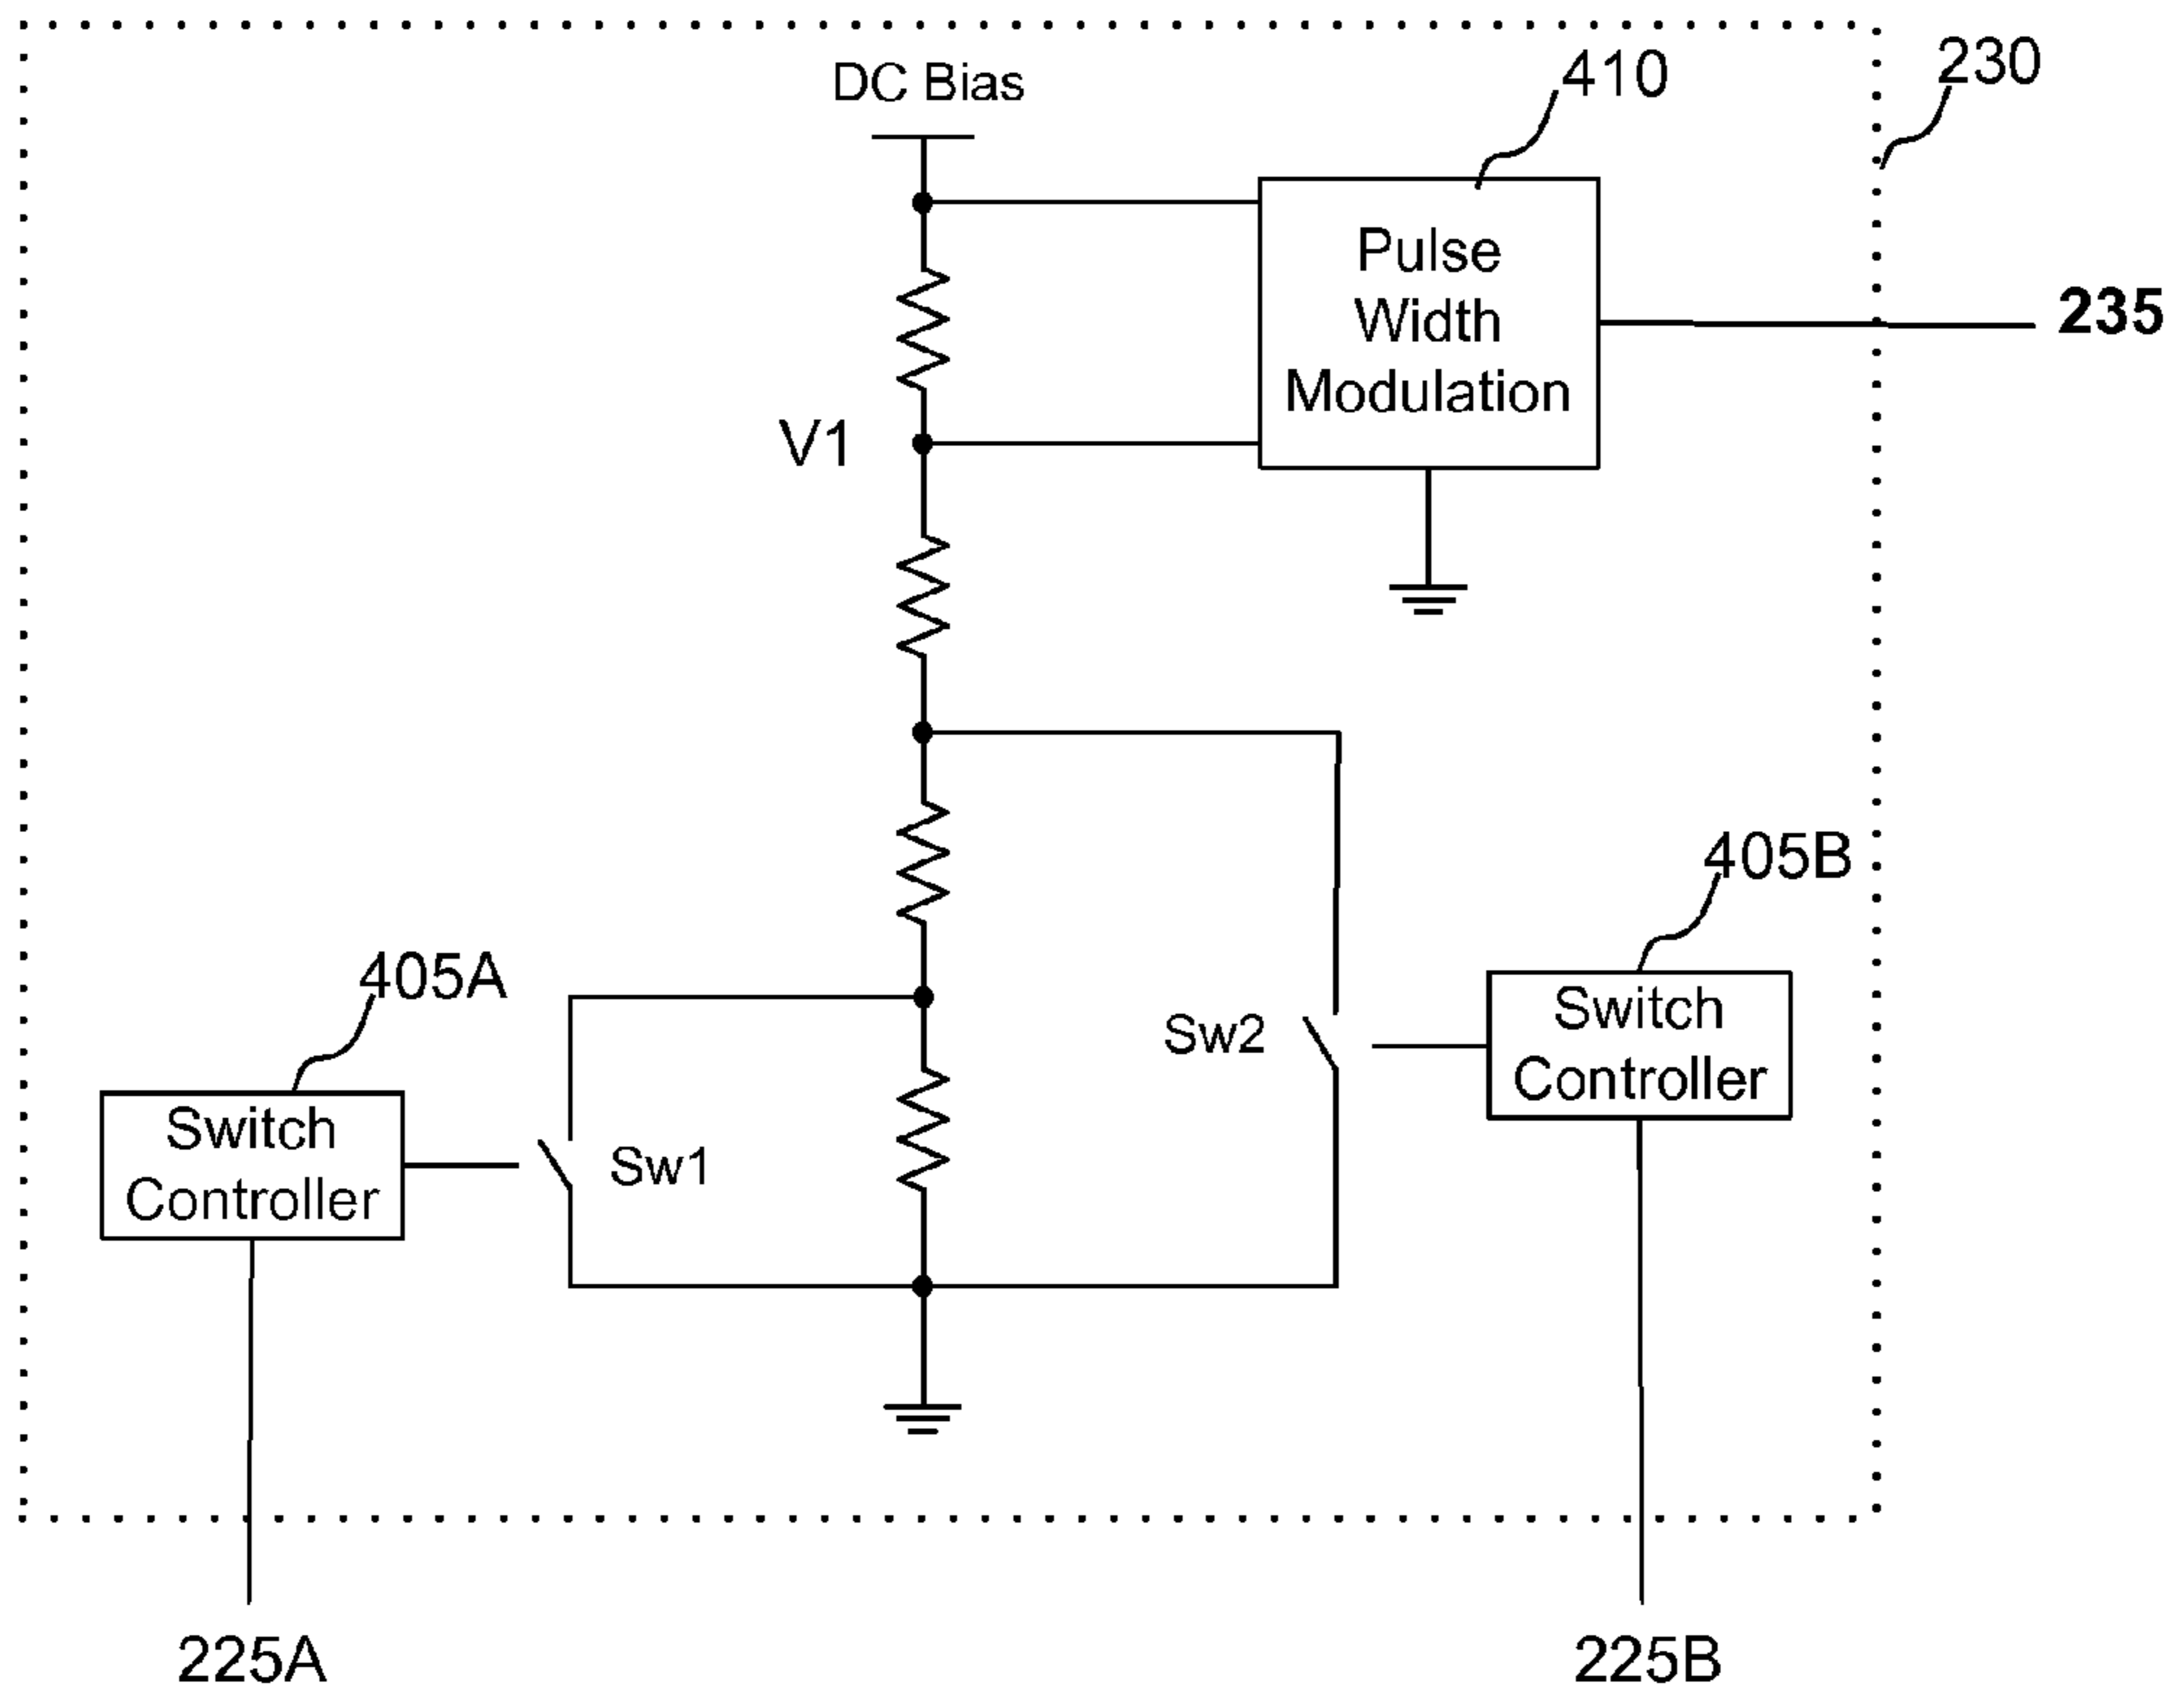 DC Bias
410
230
Pulse
Width
Modulation
235
V1
405B
Switch
Controller
Sw2
405A
Switch
Controller
Sw1
225A
225B